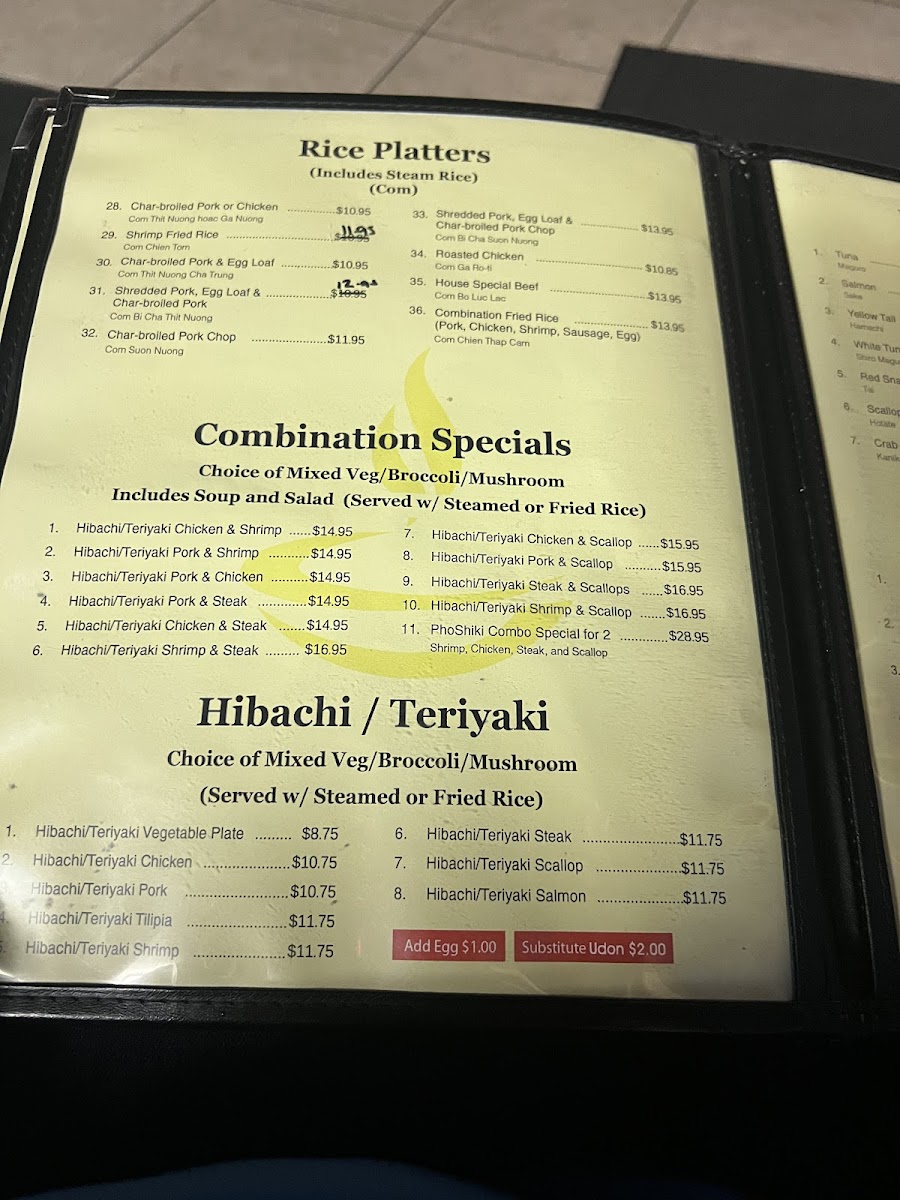 Rice Platters
(Includes Steam Rice)
(Com)
28. Char-broiled Pork or Chicken ..............$10.95
Com Thit Nuong hoac Ga Nuong
29. Shrimp Fried Rice ..............$10.95 11.95
Com Chien Tom
30. Char-broiled Pork & Egg Loaf ..............$10.95
Com Thit Nuong Cha Trung
31. Shredded Pork, Egg Loaf & ..............$10.95
Char-broiled Pork
Com Bi Cha Thit Nuong
32. Char-broiled Pork Chop ..............$11.95
Com Suon Nuong
33. Shredded Pork, Egg Loaf & ..............$13.95
Char-broiled Pork Chop
Com Bi Cha Suon Nuong
34. Roasted Chicken ..............$10.85
Com Ga Ro-ti
35. House Special Beef ..............$13.95
Com Bo Luc Lac
36. Combination Fried Rice ..............$13.95
(Pork, Chicken, Shrimp, Sausage, Egg)
Com Chien Thap Cam
Combination Specials
Choice of Mixed Veg/Broccoli/Mushroom
Includes Soup and Salad (Served w/ Steamed or Fried Rice)
1. Hibachi/Teriyaki Chicken & Shrimp ......$14.95
2. Hibachi/Teriyaki Pork & Shrimp ...........$14.95
3. Hibachi/Teriyaki Pork & Chicken ..........$14.95
4. Hibachi/Teriyaki Pork & Steak .............$14.95
5. Hibachi/Teriyaki Chicken & Steak .......$14.95
6. Hibachi/Teriyaki Shrimp & Steak ......... $16.95
7. Hibachi/Teriyaki Chicken & Scallop ......$15.95
8. Hibachi/Teriyaki Pork & Scallop ..........$15.95
9. Hibachi/Teriyaki Steak & Scallops ......$16.95
10. Hibachi/Teriyaki Shrimp & Scallop .......$16.95
11. PhoShiki Combo Special for 2 .............$28.95
Shrimp, Chicken, Steak, and Scallop
Hibachi / Teriyaki
Choice of Mixed Veg/Broccoli/Mushroom
(Served w/ Steamed or Fried Rice)
1. Hibachi/Teriyaki Vegetable Plate ......... $8.75
2. Hibachi/Teriyaki Chicken .....................$10.75
Hibachi/Teriyaki Pork .........................$10.75
4. Hibachi/Teriyaki Tilipia ........................$11.75
Hibachi/Teriyaki Shrimp ......................$11.75
6. Hibachi/Teriyaki Steak .......................$11.75
7. Hibachi/Teriyaki Scallop .....................$11.75
8. Hibachi/Teriyaki Salmon .....................$11.75
Add Egg $1.00
Substitute Udon $2.00
1. Tuna
Maguro
2. Salmon
Sake
3. Yellow Tail
Hamachi
4. White
Shiro
5. Red
Tai
6.
Hotate
7. Crab
1.
2.
3.